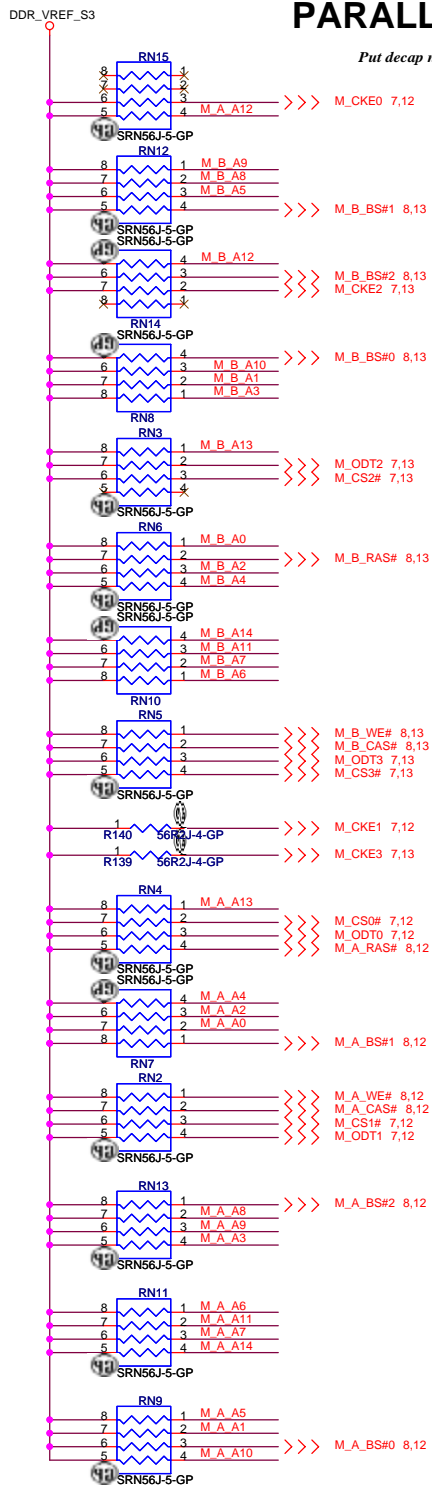 DDR_VREF_S3
PARALL
Put decap n
RN15
8 1
7 2
6 3 M_CKE0 7,12
5 4 M_A_A12
SRN56J-5-GP
RN12
8 1 M_B_A9
7 2 M_B_A8
6 3 M_B_A5
5 4 M_B_BS#1 8,13
SRN56J-5-GP
SRN56J-5-GP
5 4 M_B_A12
6 3 M_B_BS#2 8,13
7 2 M_CKE2 7,13
8 1
RN14
SRN56J-5-GP
5 4 M_B_BS#0 8,13
6 3 M_B_A10
7 2 M_B_A1
8 1 M_B_A3
RN8
RN3
8 1 M_B_A13
7 2 M_ODT2 7,13
6 3 M_CS2# 7,13
5 4
SRN56J-5-GP
RN6
8 1 M_B_A0
7 2 M_B_RAS# 8,13
6 3 M_B_A2
5 4 M_B_A4
SRN56J-5-GP
SRN56J-5-GP
5 4 M_B_A14
6 3 M_B_A11
7 2 M_B_A7
8 1 M_B_A6
RN10
RN5
8 1 M_B_WE# 8,13
7 2 M_B_CAS# 8,13
6 3 M_ODT3 7,13
5 4 M_CS3# 7,13
SRN56J-5-GP
1 2 M_CKE1 7,12
R140 56R2J-4-GP
1 2 M_CKE3 7,13
R139 56R2J-4-GP
RN4
8 1 M_A_A13
7 2 M_CS0# 7,12
6 3 M_ODT0 7,12
5 4 M_A_RAS# 8,12
SRN56J-5-GP
SRN56J-5-GP
5 4 M_A_A4
6 3 M_A_A2
7 2 M_A_A0
8 1 M_A_BS#1 8,12
RN7
RN2
8 1 M_A_WE# 8,12
7 2 M_A_CAS# 8,12
6 3 M_CS1# 7,12
5 4 M_ODT1 7,12
SRN56J-5-GP
RN13
8 1 M_A_BS#2 8,12
7 2 M_A_A8
6 3 M_A_A9
5 4 M_A_A3
SRN56J-5-GP
RN11
8 1 M_A_A6
7 2 M_A_A11
6 3 M_A_A7
5 4 M_A_A14
SRN56J-5-GP
RN9
8 1 M_A_A5
7 2 M_A_A1
6 3 M_A_BS#0 8,12
5 4 M_A_A10
SRN56J-5-GP